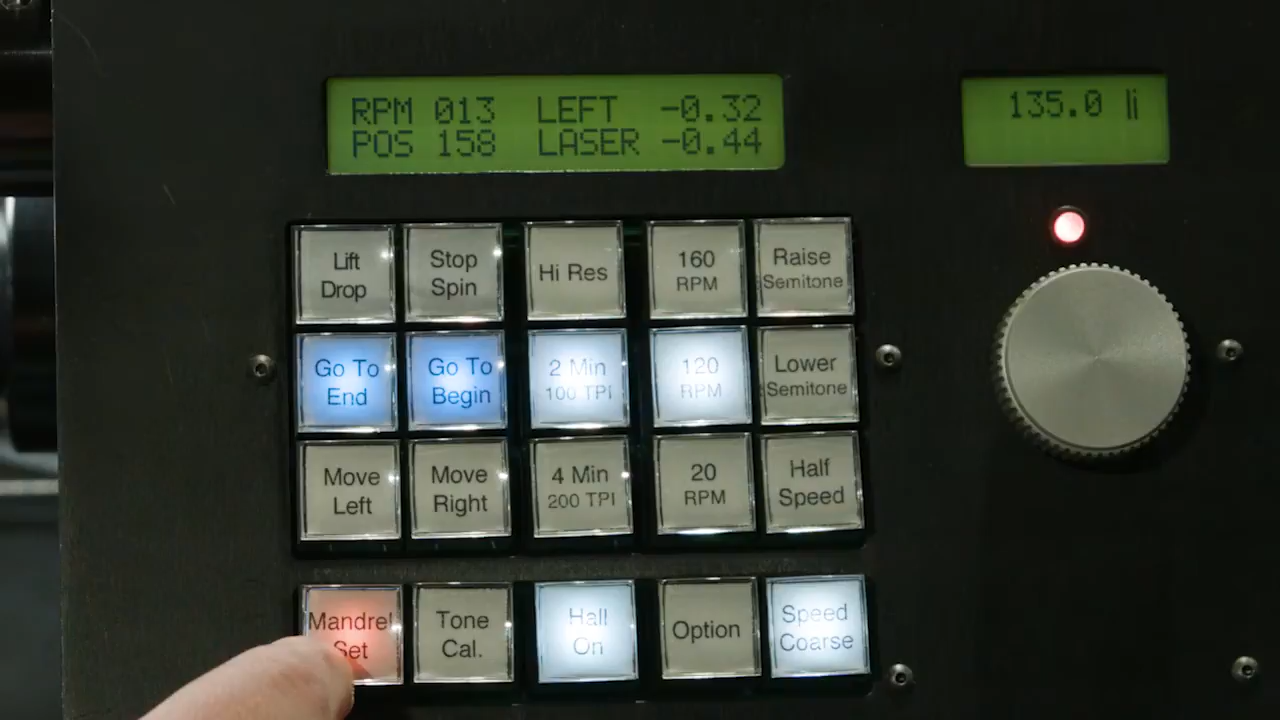 RPM 013 LEFT -0.32
POS 158 LASER -0.44
135.0 li
Lift
Drop
Stop
Spin
Hi Res
160
RPM
Raise
Semitone
Go To
End
Go To
Begin
2 Min
100 TPI
120
RPM
Lower
Semitone
Move
Left
Move
Right
4 Min
200 TPI
20
RPM
Half
Speed
Mandrel
Set
Tone
Cal.
Hall
On
Option
Speed
Coarse